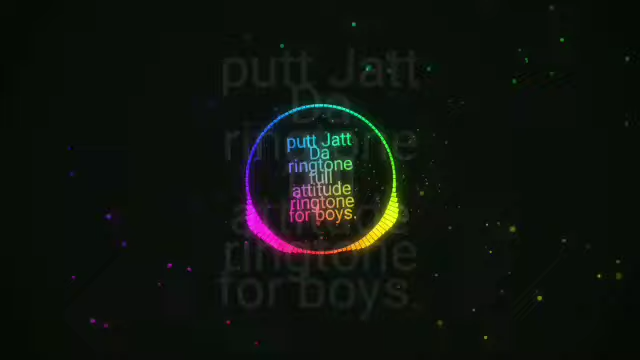 putt Jatt
Da
ringtone
full
attitude
ringtone
for boys.